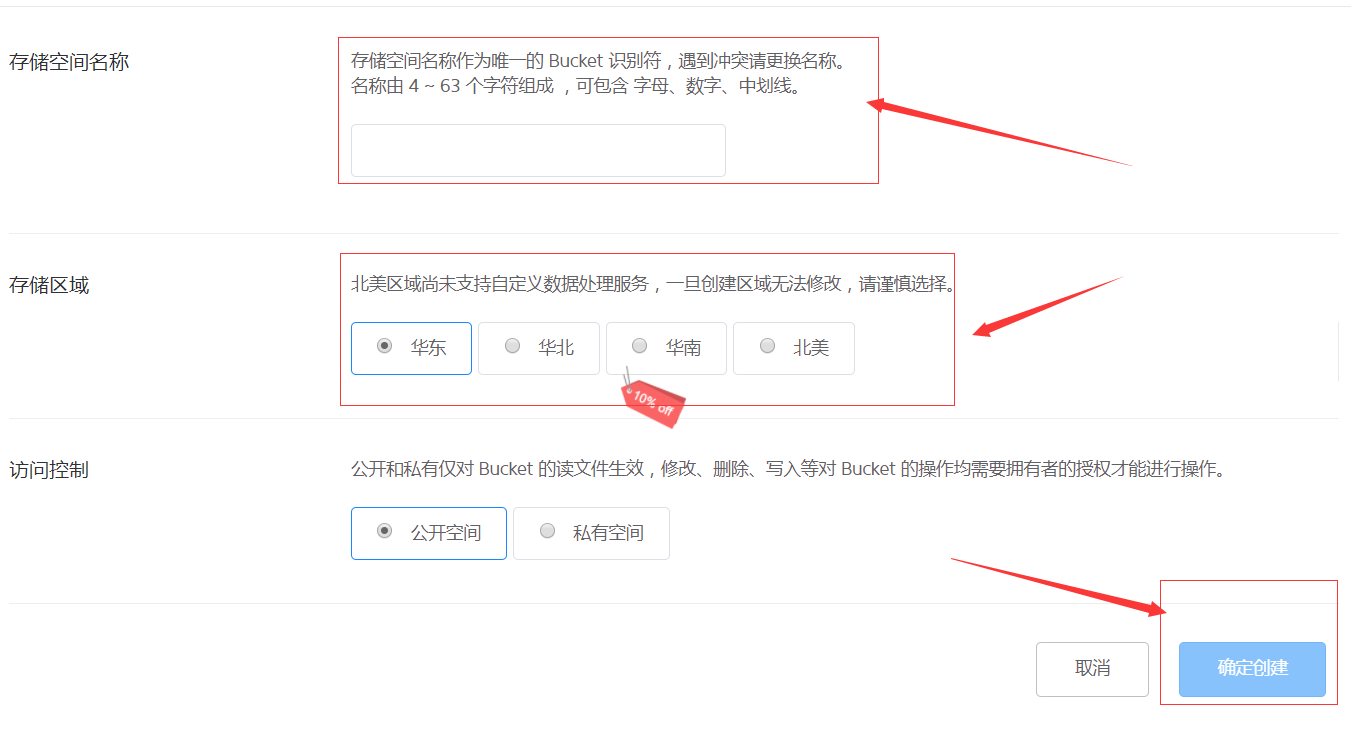 存储空间名称
存储空间名称作为唯一的 Bucket 识别符，遇到冲突请更换名称。
名称由 4 ~ 63 个字符组成 ，可包含 字母、数字、中划线。
存储区域
北美区域尚未支持自定义数据处理服务，一旦创建区域无法修改，请谨慎选择。
华东 华北 华南 北美
10% off
访问控制
公开和私有仅对 Bucket 的读文件生效，修改、删除、写入等对 Bucket 的操作均需要拥有者的授权才能进行操作。
公开空间 私有空间
取消 确定创建